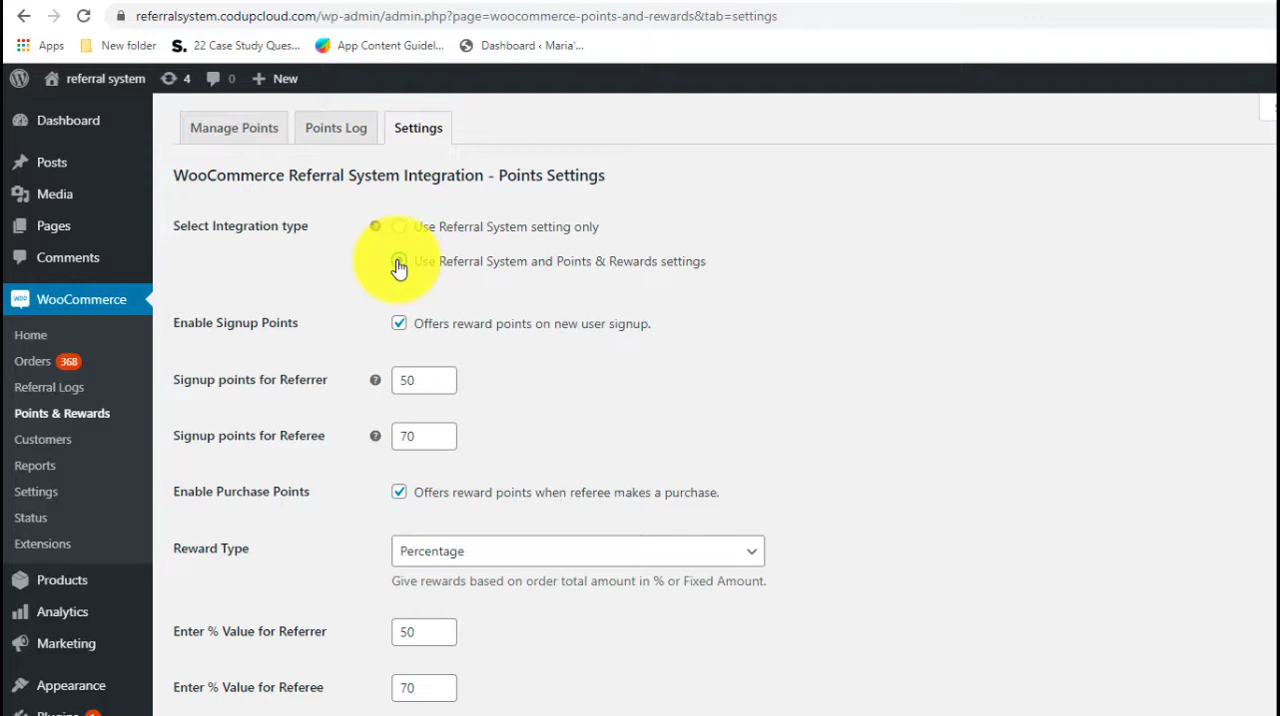 referralsystem.codupcloud.com/wp-admin/admin.php?page=woocommerce-points-and-rewards&tab=settings
Apps New folder S. 22 Case Study Ques... App Content Guidel... Dashboard ‹ Maria'...
referral system 4 0 + New
Dashboard
Posts
Media
Pages
Comments
WOO WooCommerce
Home
Orders 368
Referral Logs
Points & Rewards
Customers
Reports
Settings
Status
Extensions
Products
Analytics
Marketing
Appearance
Plugins 1
Manage Points Points Log Settings
WooCommerce Referral System Integration - Points Settings
Select Integration type ? Use Referral System setting only
Use Referral System and Points & Rewards settings
Enable Signup Points Offers reward points on new user signup.
Signup points for Referrer ? 50
Signup points for Referee ? 70
Enable Purchase Points Offers reward points when referee makes a purchase.
Reward Type Percentage
Give rewards based on order total amount in % or Fixed Amount.
Enter % Value for Referrer 50
Enter % Value for Referee 70